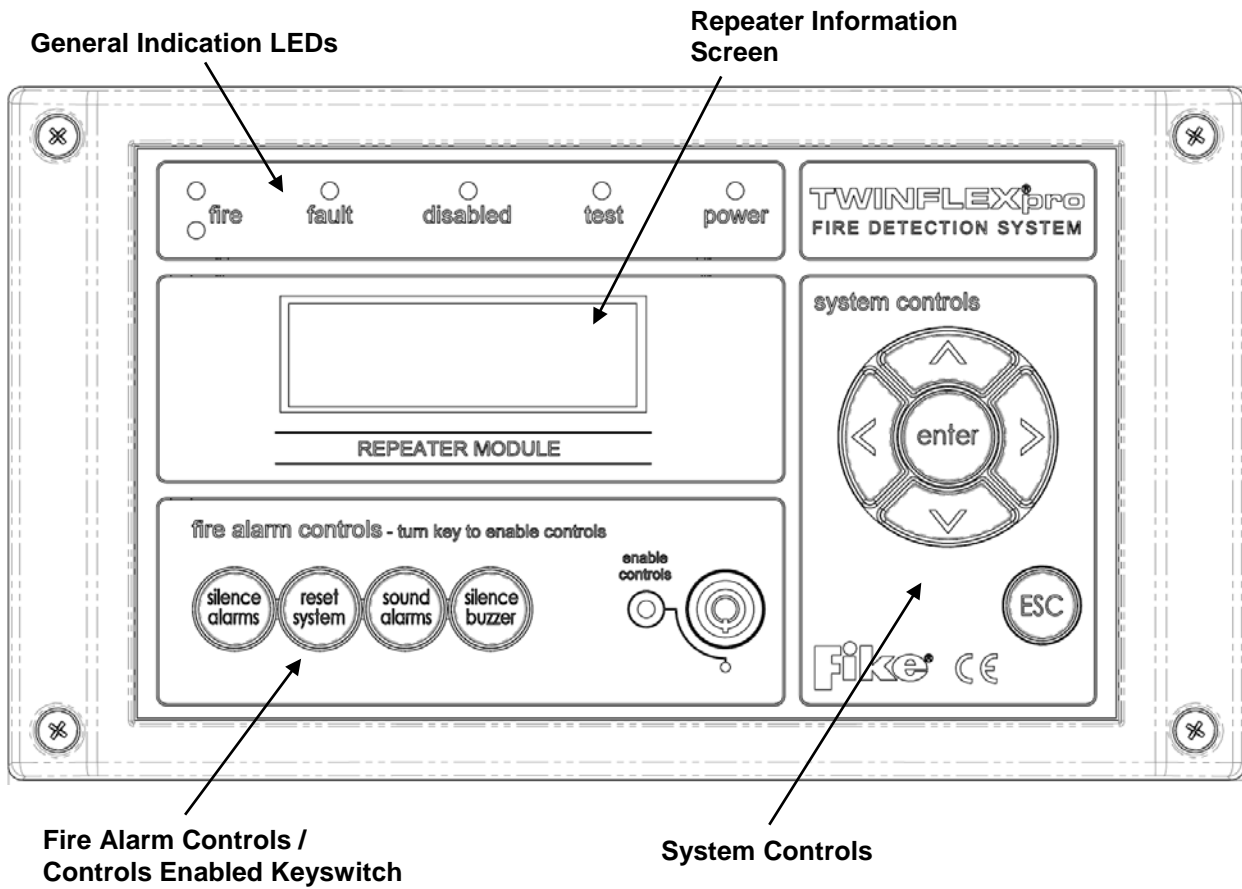 General Indication LEDs
Repeater Information
Screen
fire
fault
disabled
test
power
TWINFLEX®pro
FIRE DETECTION SYSTEM
REPEATER MODULE
system controls
enter
ESC
fire alarm controls - turn key to enable controls
silence
alarms
reset
system
sound
alarms
silence
buzzer
enable
controls
Fike® CE
Fire Alarm Controls /
Controls Enabled Keyswitch
System Controls